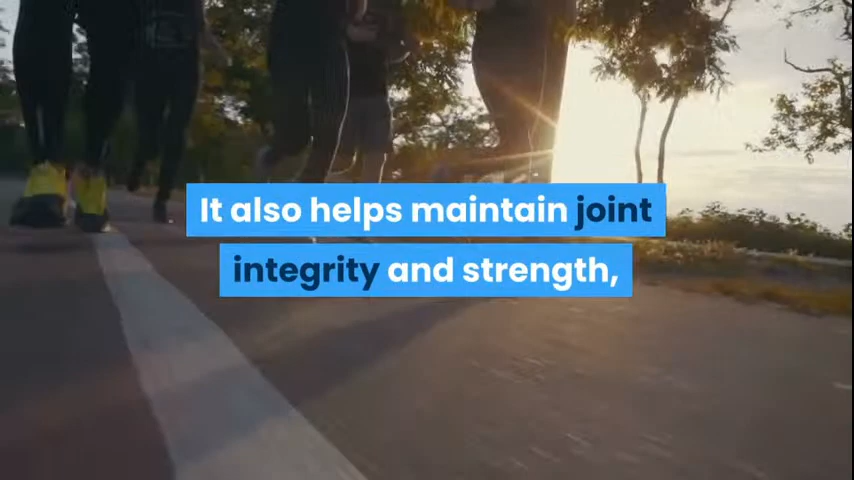 It also helps maintain joint
integrity and strength,